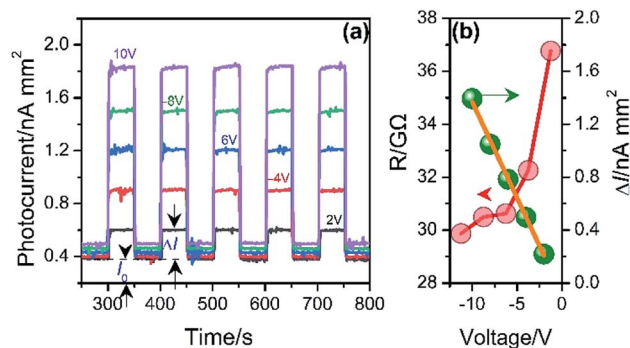 (a)
Photocurrent/nA mm²
2.0
1.6
1.2
0.8
0.4
10V
-8V
6V
-4V
2V
ΔI
I₀
300
400
500
600
700
800
Time/s
(b)
R/GΩ
38
36
34
32
30
28
2.0
1.6
1.2
0.8
0.4
0.0
ΔI/nA mm²
-10
-5
0
Voltage/V